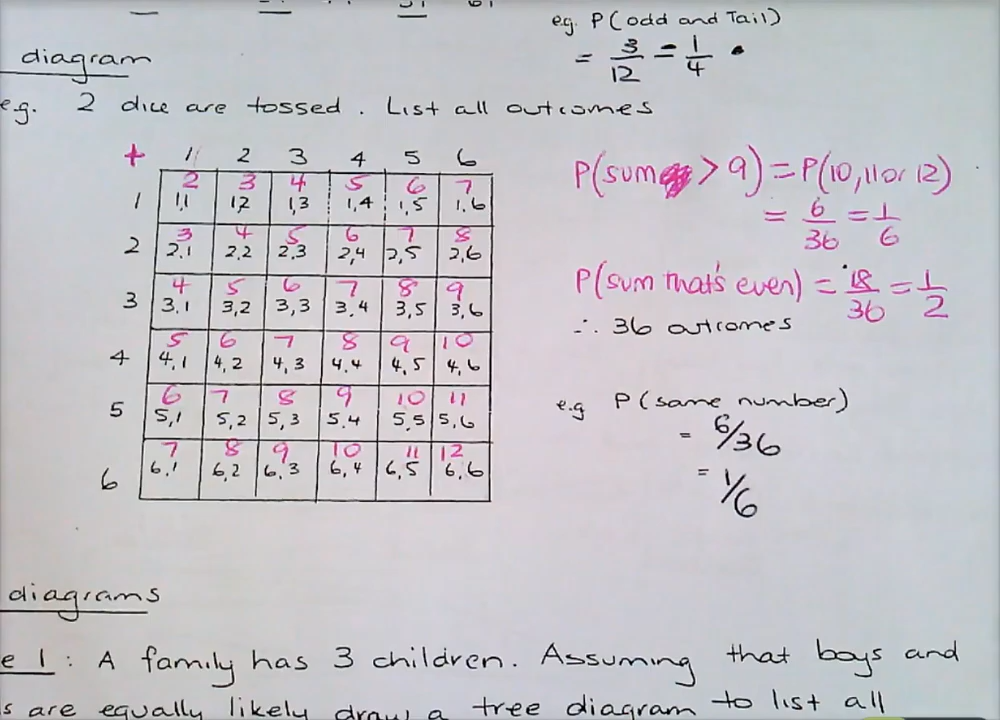 e.g. P(odd and Tail)
= 3/12 = 1/4
diagram
e.g. 2 dice are tossed. List all outcomes
+ 1 2 3 4 5 6
2 3 4 5 6 7
1 1,1 1,2 1,3 1,4 1,5 1,6
3 4 5 6 7 8
2 2,1 2,2 2,3 2,4 2,5 2,6
4 5 6 7 8 9
3 3,1 3,2 3,3 3,4 3,5 3,6
5 6 7 8 9 10
4 4,1 4,2 4,3 4,4 4,5 4,6
6 7 8 9 10 11
5 5,1 5,2 5,3 5,4 5,5 5,6
7 8 9 10 11 12
6 6,1 6,2 6,3 6,4 6,5 6,6
P(sum > 9) = P(10, 11 or 12)
= 6/36 = 1/6
P(sum that's even) = 18/36 = 1/2
∴ 36 outcomes
e.g P(same number)
= 6/36
= 1/6
diagrams
e 1 : A family has 3 children. Assuming that boys and
s are equally likely draw a tree diagram to list all